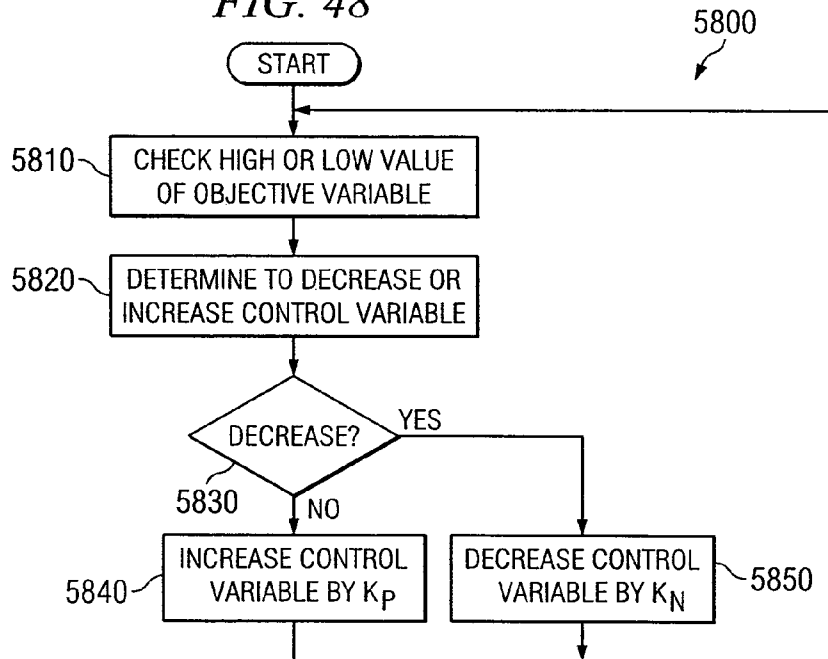 FIG. 48
5800
START
5810
CHECK HIGH OR LOW VALUE
OF OBJECTIVE VARIABLE
5820
DETERMINE TO DECREASE OR
INCREASE CONTROL VARIABLE
DECREASE?
YES
5830
NO
5840
INCREASE CONTROL
VARIABLE BY KP
DECREASE CONTROL
VARIABLE BY KN
5850